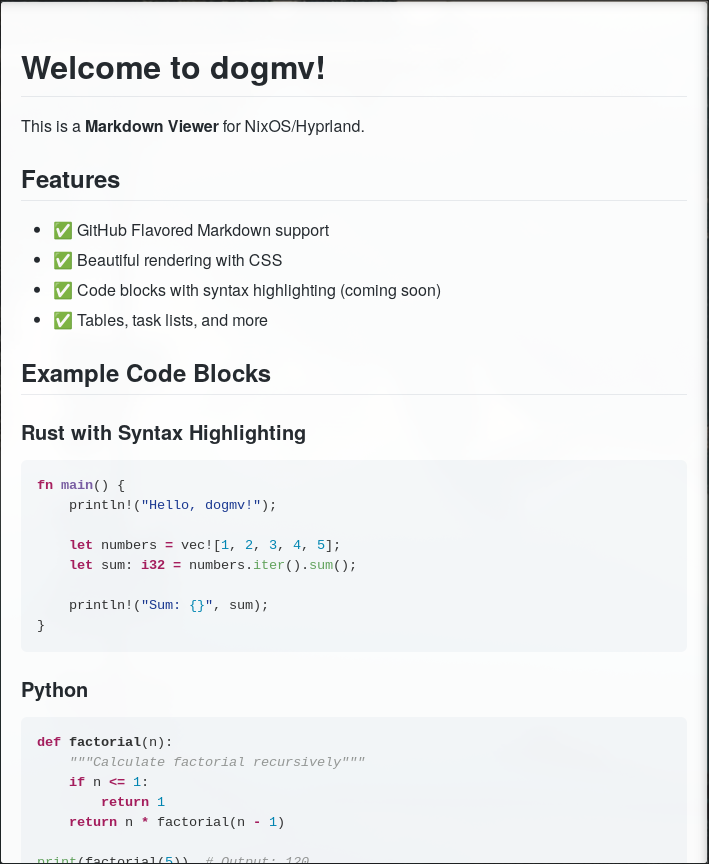 Welcome to dogmv!
This is a Markdown Viewer for NixOS/Hyprland.
Features
• ✅ GitHub Flavored Markdown support
• ✅ Beautiful rendering with CSS
• ✅ Code blocks with syntax highlighting (coming soon)
• ✅ Tables, task lists, and more
Example Code Blocks
Rust with Syntax Highlighting
fn main() {
    println!("Hello, dogmv!");
    let numbers = vec![1, 2, 3, 4, 5];
    let sum: i32 = numbers.iter().sum();
    println!("Sum: {}", sum);
}
Python
def factorial(n):
    """Calculate factorial recursively"""
    if n <= 1:
        return 1
    return n * factorial(n - 1)
print(factorial(5))  # Output: 120